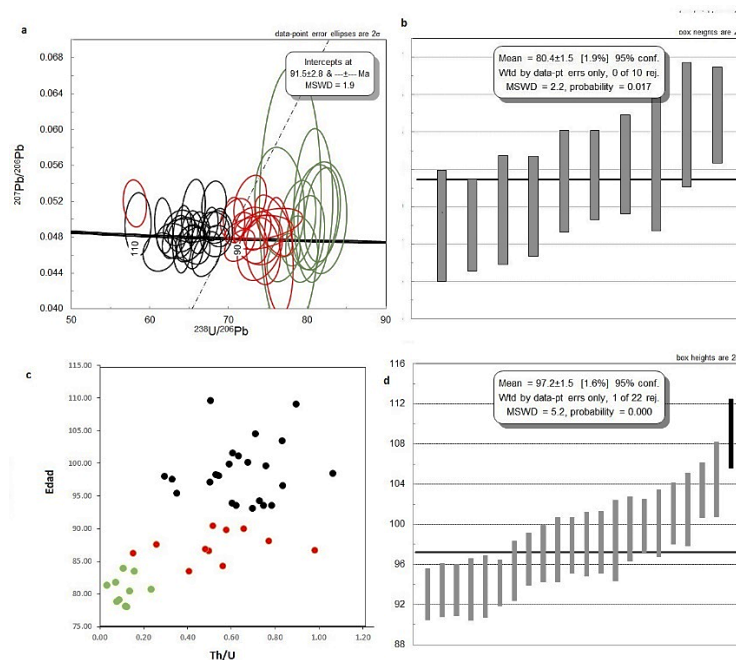 a
data-point error ellipses are 2σ
Intercepts at
91.5±2.8 & ---±--- Ma
MSWD = 1.9
0.070
0.068
0.064
0.060
0.056
0.052
0.048
0.044
0.040
207Pb/206Pb
110
90
50
60
70
80
90
238U/206Pb
b
box heights are
Mean = 80.4±1.5 [1.9%] 95% conf.
Wtd by data-pt errs only, 0 of 10 rej.
MSWD = 2.2, probability = 0.017
c
115.00
110.00
105.00
100.00
95.00
90.00
85.00
80.00
75.00
Edad
0.00
0.20
0.40
0.60
0.80
1.00
1.20
Th/U
d
box heights are 2
Mean = 97.2±1.5 [1.6%] 95% conf.
Wtd by data-pt errs only, 1 of 22 rej.
MSWD = 5.2, probability = 0.000
116
112
108
104
100
96
92
88